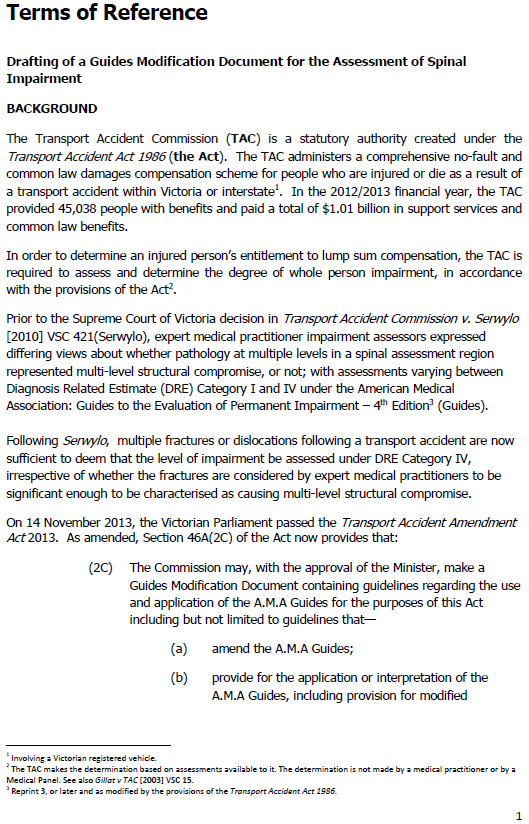 Terms of Reference
Drafting of a Guides Modification Document for the Assessment of Spinal
Impairment
BACKGROUND
The Transport Accident Commission (TAC) is a statutory authority created under the
Transport Accident Act 1986 (the Act). The TAC administers a comprehensive no-fault and
common law damages compensation scheme for people who are injured or die as a result of
a transport accident within Victoria or interstate¹. In the 2012/2013 financial year, the TAC
provided 45,038 people with benefits and paid a total of $1.01 billion in support services and
common law benefits.
In order to determine an injured person's entitlement to lump sum compensation, the TAC is
required to assess and determine the degree of whole person impairment, in accordance
with the provisions of the Act².
Prior to the Supreme Court of Victoria decision in Transport Accident Commission v. Serwylo
[2010] VSC 421(Serwylo), expert medical practitioner impairment assessors expressed
differing views about whether pathology at multiple levels in a spinal assessment region
represented multi-level structural compromise, or not; with assessments varying between
Diagnosis Related Estimate (DRE) Category I and IV under the American Medical
Association: Guides to the Evaluation of Permanent Impairment – 4th Edition³ (Guides).
Following Serwylo, multiple fractures or dislocations following a transport accident are now
sufficient to deem that the level of impairment be assessed under DRE Category IV,
irrespective of whether the fractures are considered by expert medical practitioners to be
significant enough to be characterised as causing multi-level structural compromise.
On 14 November 2013, the Victorian Parliament passed the Transport Accident Amendment
Act 2013. As amended, Section 46A(2C) of the Act now provides that:
(2C) The Commission may, with the approval of the Minister, make a
Guides Modification Document containing guidelines regarding the use
and application of the A.M.A Guides for the purposes of this Act
including but not limited to guidelines that—
(a) amend the A.M.A Guides;
(b) provide for the application or interpretation of the
A.M.A Guides, including provision for modified
¹ Involving a Victorian registered vehicle.
² The TAC makes the determination based on assessments available to it. The determination is not made by a medical practitioner or by a
Medical Panel. See also Gillat v TAC [2003] VSC 15.
³ Reprint 3, or later and as modified by the provisions of the Transport Accident Act 1986.
1